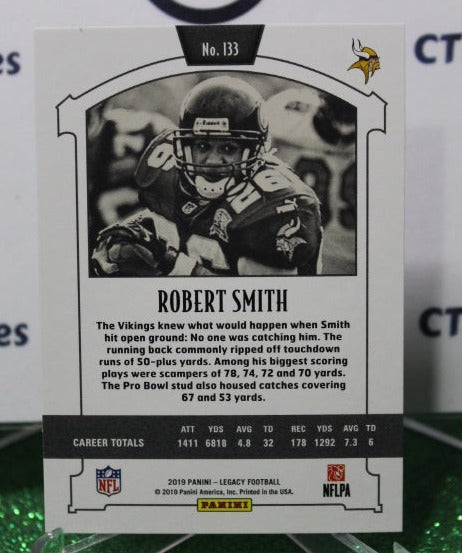 No. 133
CT
es
CT
es
Riddell
26
ROBERT SMITH
The Vikings knew what would happen when Smith
hit open ground: No one was catching him. The
running back commonly ripped off touchdown
runs of 50-plus yards. Among his biggest scoring
plays were scampers of 78, 74, 72 and 70 yards.
The Pro Bowl stud also housed catches covering
67 and 53 yards.
ATT YDS AVG TD REC YDS AVG TD
CAREER TOTALS 1411 6818 4.8 32 178 1292 7.3 6
2019 PANINI – LEGACY FOOTBALL
© 2019 Panini America, Inc. Printed in the USA.
PANINI
NFL
NFLPA